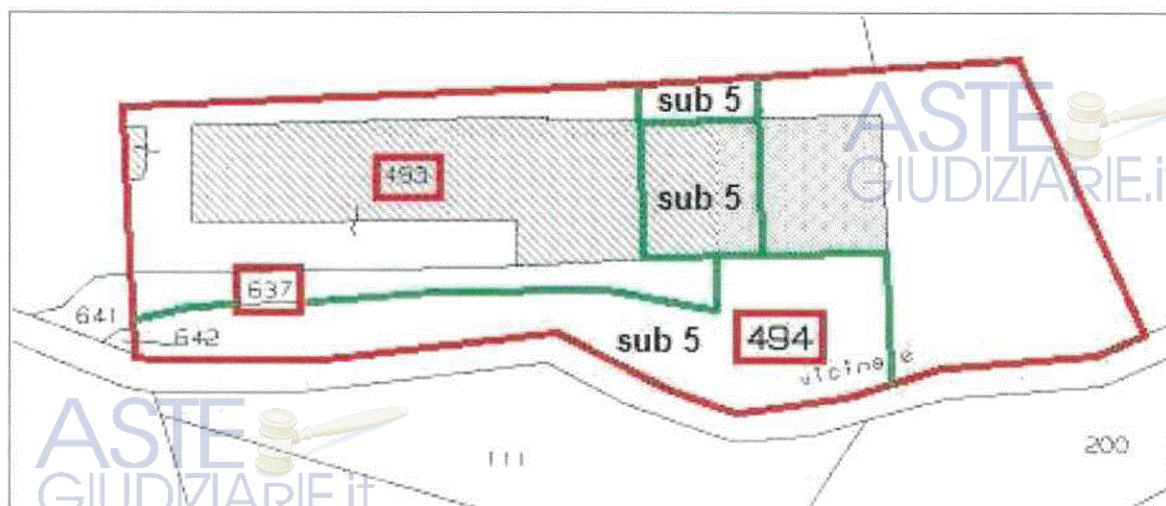 sub 5
ASTE
GIUDIZIARIE.it
493
sub 5
637
641
642
sub 5
494
vicinale
ASTE
GIUDIZIARIE.it
111
200